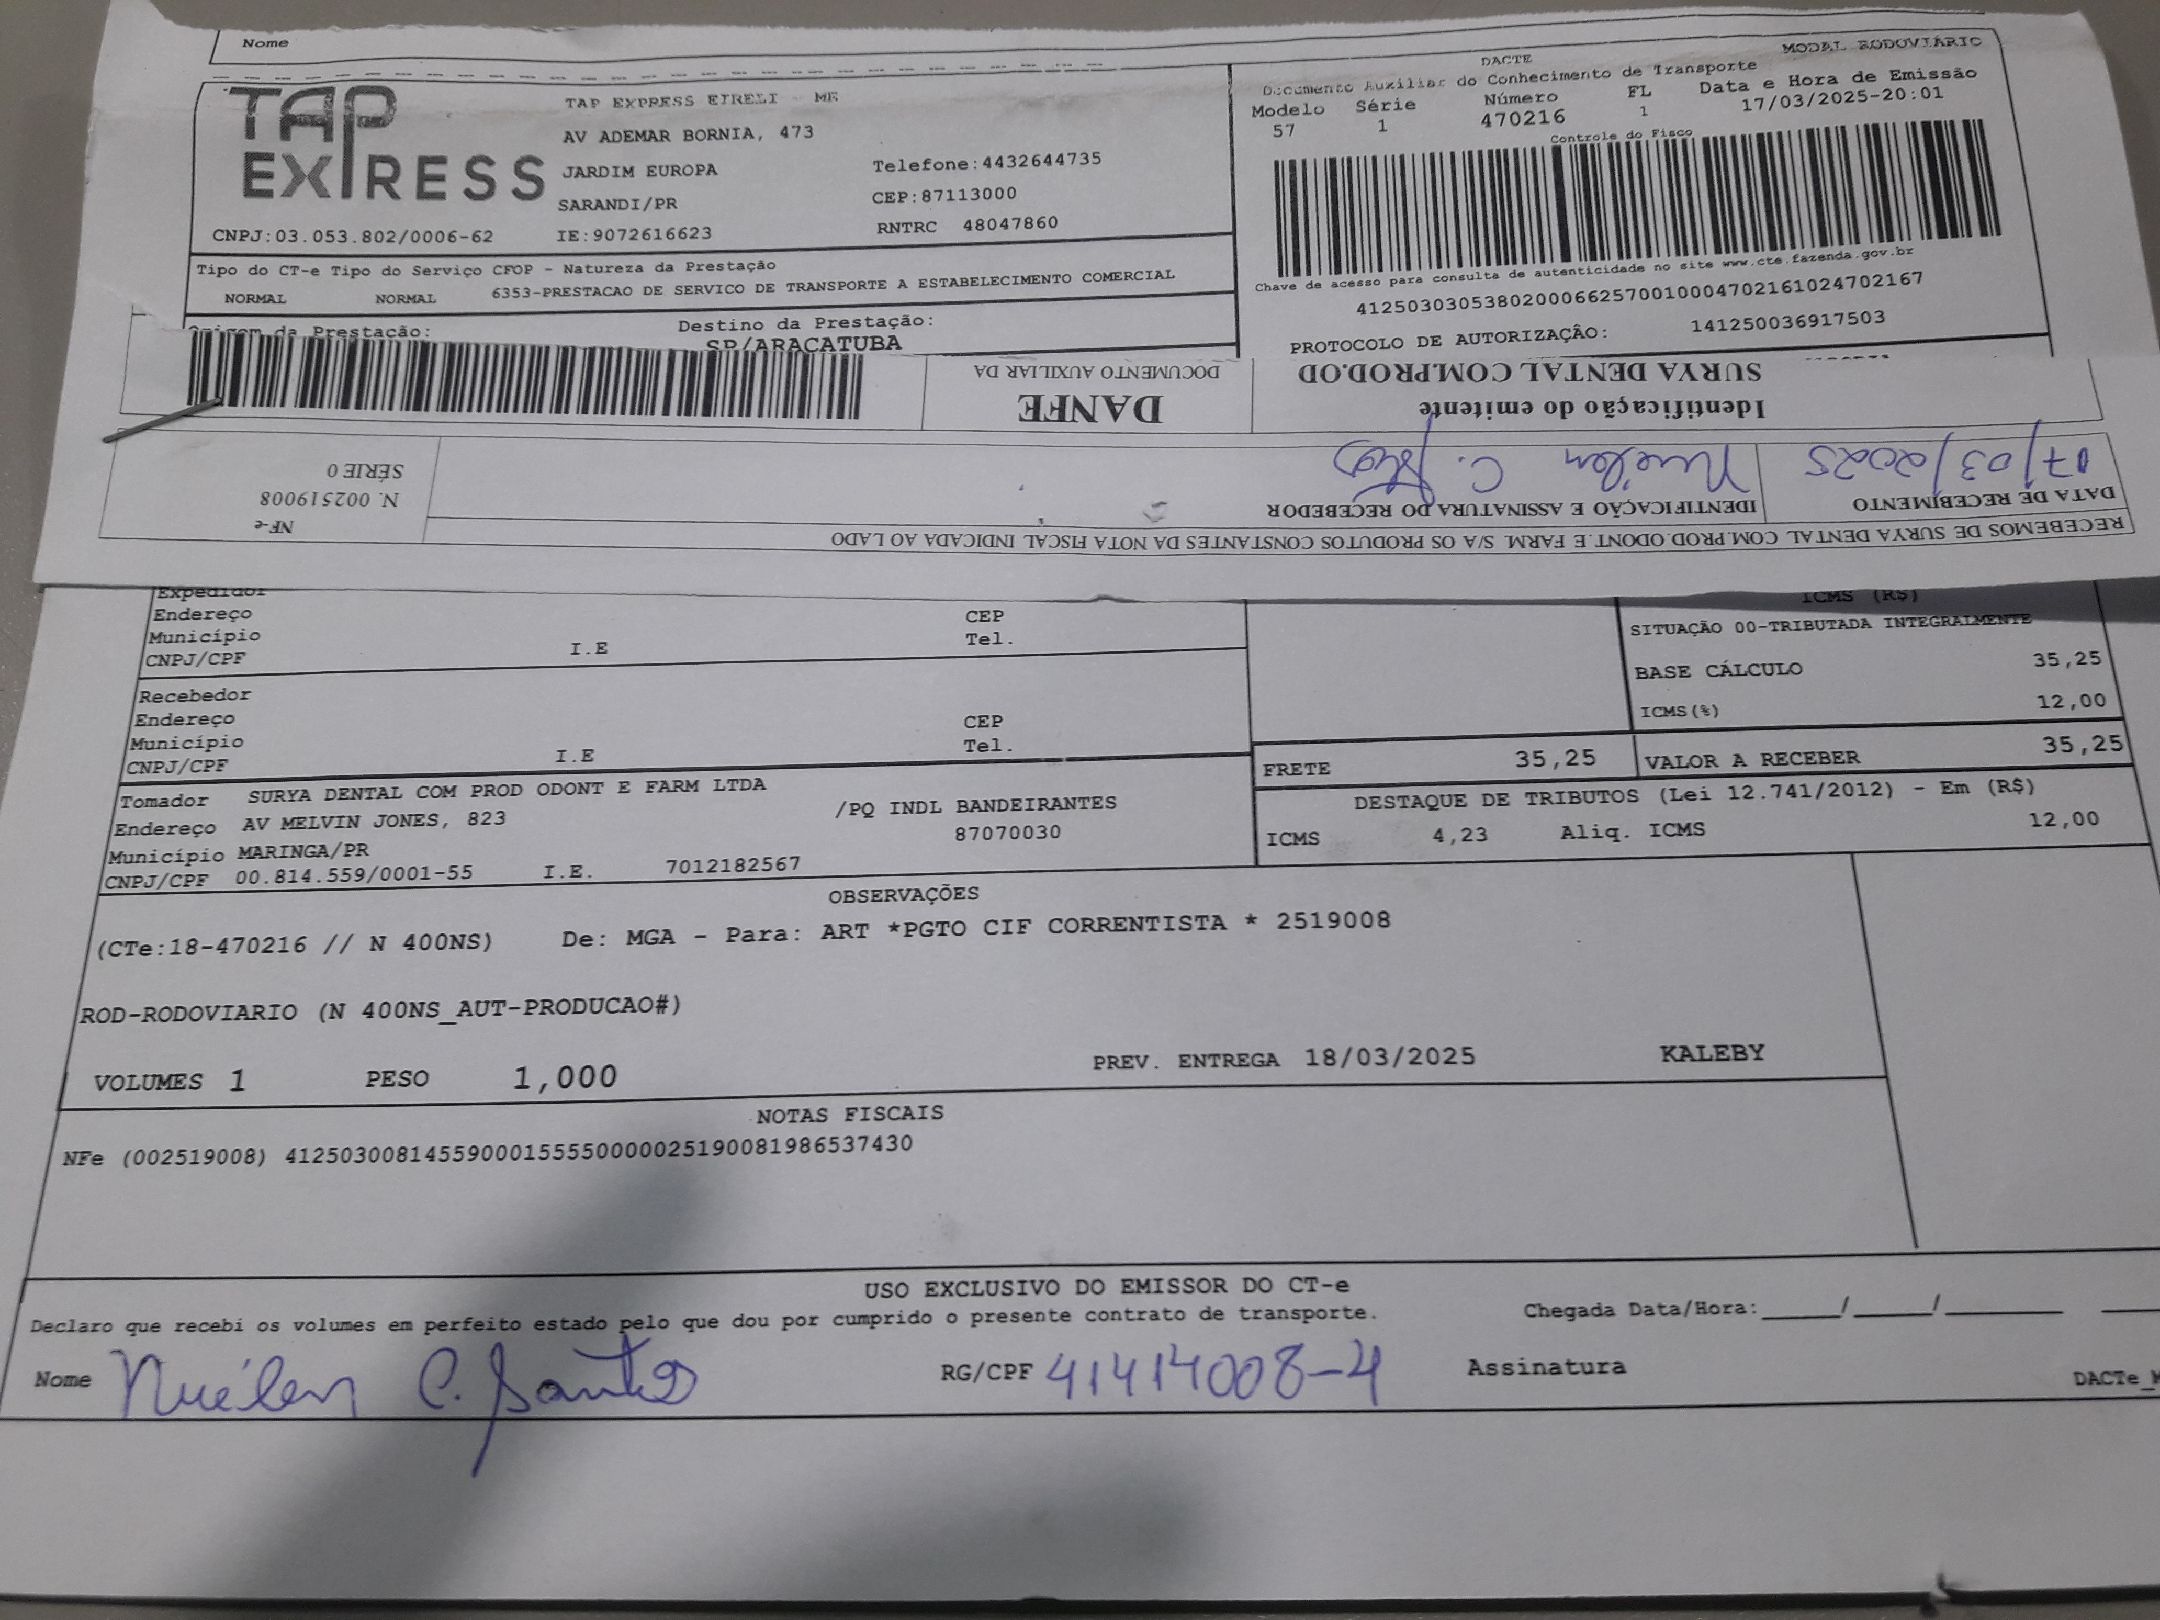 Nome
TAP EXPRESS
TAP EXPRESS EIRELI - ME
AV ADEMAR BORNIA, 473
JARDIM EUROPA
Telefone:4432644735
SARANDI/PR
CEP:87113000
CNPJ:03.053.802/0006-62
IE:9072616623
RNTRC 48047860
DACTE
MODAL RODOVIÁRIO
Documento Auxiliar do Conhecimento de Transporte
Modelo Série Número FL Data e Hora de Emissão
57 1 470216 1 17/03/2025-20:01
Controle do Fisco
Chave de acesso para consulta de autenticidade no site www.cte.fazenda.gov.br
41250303053802000662570010004702161024702167
PROTOCOLO DE AUTORIZAÇÃO: 141250036917503
Tipo do CT-e Tipo do Serviço CFOP - Natureza da Prestação
NORMAL NORMAL 6353-PRESTACAO DE SERVICO DE TRANSPORTE A ESTABELECIMENTO COMERCIAL
Origem da Prestação:
Destino da Prestação:
SP/ARACATUBA
RECEBEMOS DE SURYA DENTAL COM.PROD.ODONT.E FARM. S/A OS PRODUTOS CONSTANTES DA NOTA FISCAL INDICADA AO LADO
DATA DE RECEBIMENTO
IDENTIFICAÇÃO E ASSINATURA DO RECEBEDOR
NF-e
N. 002519008
SÉRIE 0
Identificação do emitente
SURYA DENTAL COM.PROD.OD
DANFE
DOCUMENTO AUXILIAR DA
Expedidor
Endereço CEP
Município Tel.
CNPJ/CPF I.E
Recebedor
Endereço CEP
Município Tel.
CNPJ/CPF I.E
ICMS (R$)
SITUAÇÃO 00-TRIBUTADA INTEGRALMENTE
BASE CÁLCULO 35,25
ICMS(%) 12,00
FRETE 35,25 VALOR A RECEBER 35,25
DESTAQUE DE TRIBUTOS (Lei 12.741/2012) - Em (R$)
ICMS 4,23 Aliq. ICMS 12,00
Tomador SURYA DENTAL COM PROD ODONT E FARM LTDA
Endereço AV MELVIN JONES, 823 /PQ INDL BANDEIRANTES
Município MARINGA/PR 87070030
CNPJ/CPF 00.814.559/0001-55 I.E. 7012182567
OBSERVAÇÕES
(CTe:18-470216 // N 400NS) De: MGA - Para: ART *PGTO CIF CORRENTISTA * 2519008
ROD-RODOVIARIO (N 400NS_AUT-PRODUCAO#)
VOLUMES 1 PESO 1,000 PREV. ENTREGA 18/03/2025 KALEBY
NOTAS FISCAIS
NFe (002519008) 41250300814559000155550000025190081986537430
USO EXCLUSIVO DO EMISSOR DO CT-e
Declaro que recebi os volumes em perfeito estado pelo que dou por cumprido o presente contrato de transporte. Chegada Data/Hora:____/____/______
Nome C. Santos RG/CPF 41414008-4 Assinatura